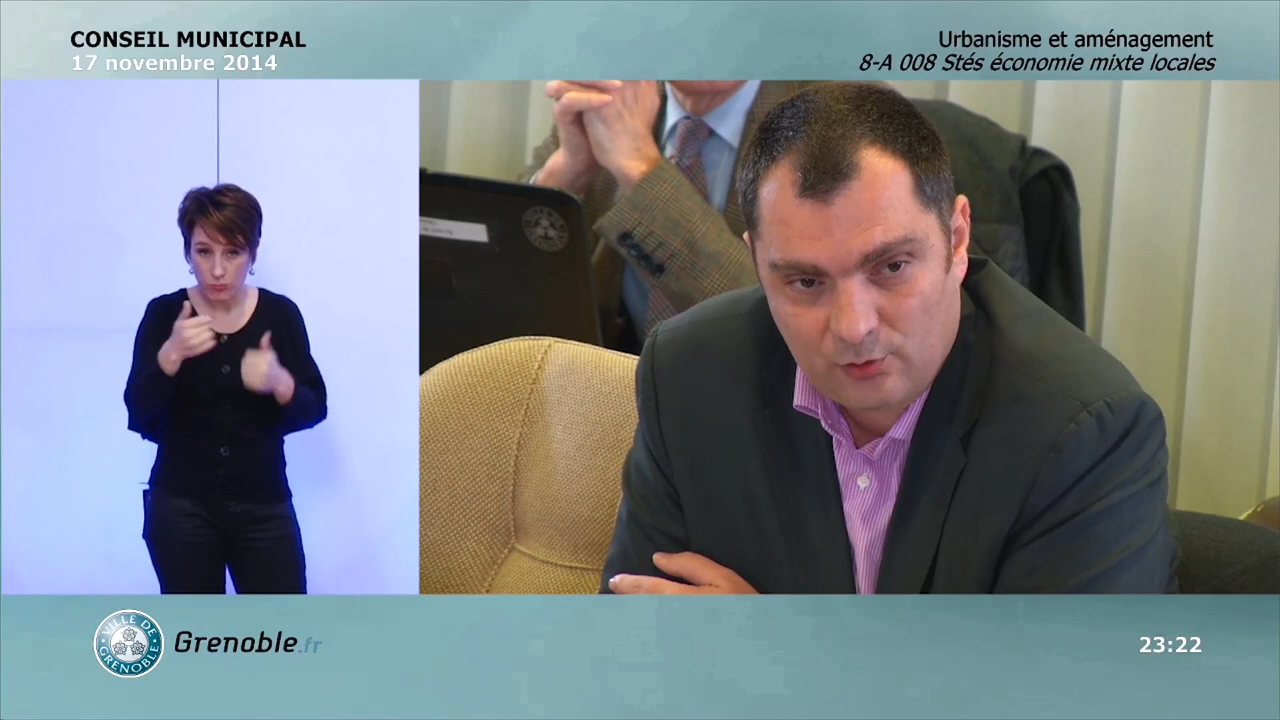 CONSEIL MUNICIPAL
17 novembre 2014
Urbanisme et aménagement
8-A 008 Stés économie mixte locales
VILLE DE GRENOBLE
Grenoble.fr
23:22